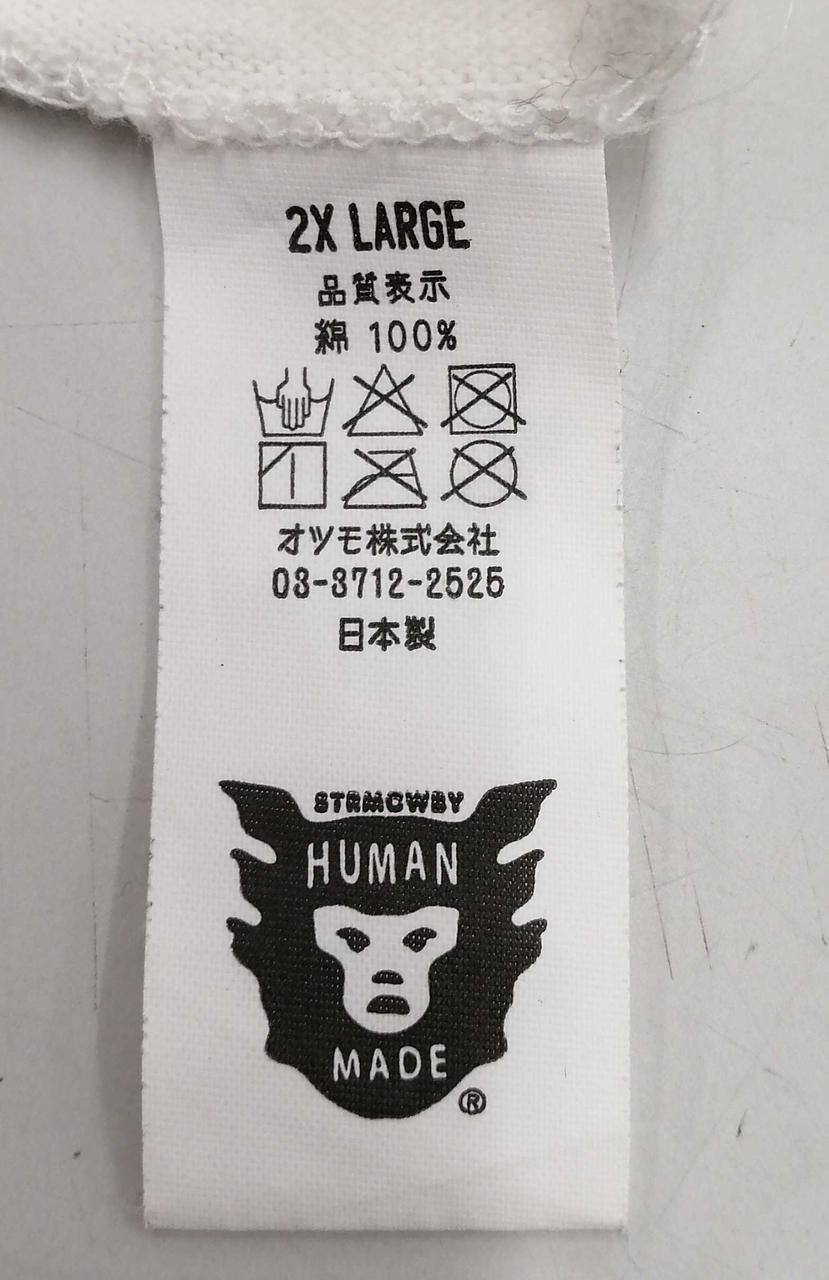 2X LARGE
品質表示
綿 100%
オツモ株式会社
03-3712-2525
日本製
STRMCWBY
HUMAN
MADE
®